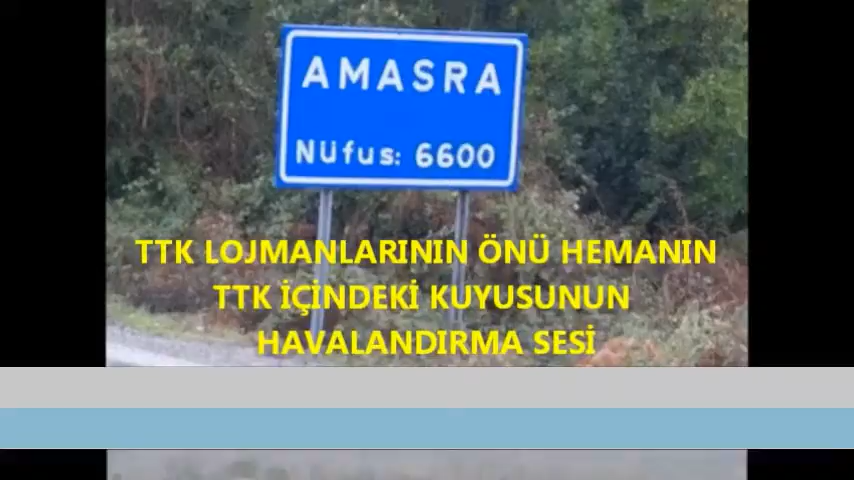 AMASRA
Nüfus: 6600
TTK LOJMANLARININ ÖNÜ HEMANIN
TTK İÇİNDEKİ KUYUSUNUN
HAVALANDIRMA SESİ